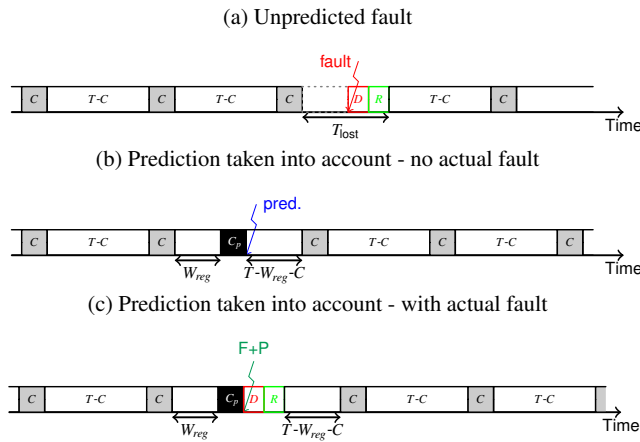 (a) Unpredicted fault
fault
C T-C C T-C C D R T-C C
T_lost
Time
(b) Prediction taken into account - no actual fault
pred.
C T-C C C_p C T-C C T-C C
W_reg T-W_reg-C
Time
(c) Prediction taken into account - with actual fault
F+P
C T-C C C_p D R C T-C C T-C C
W_reg T-W_reg-C
Time